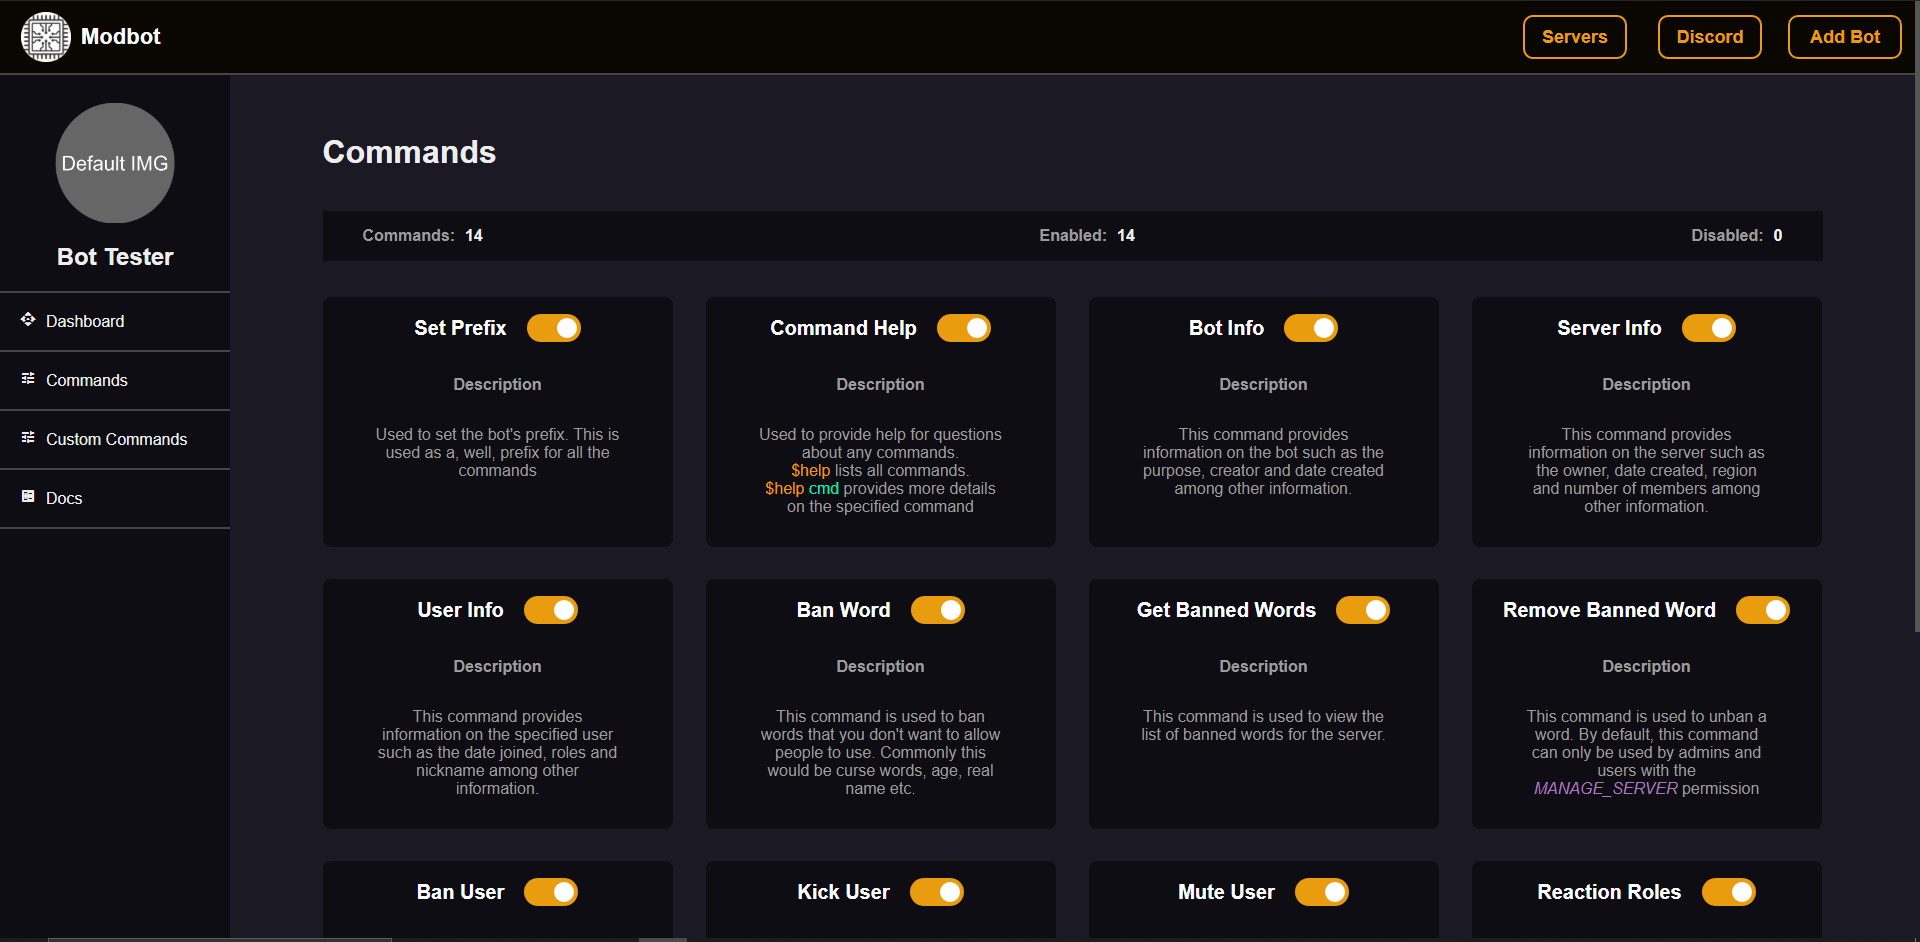 Modbot
Servers
Discord
Add Bot
Default IMG
Bot Tester
Dashboard
Commands
Custom Commands
Docs
Commands
Commands: 14
Enabled: 14
Disabled: 0
Set Prefix
Description
Used to set the bot's prefix. This is
used as a, well, prefix for all the
commands
Command Help
Description
Used to provide help for questions
about any commands.
$help lists all commands.
$help cmd provides more details
on the specified command
Bot Info
Description
This command provides
information on the bot such as the
purpose, creator and date created
among other information.
Server Info
Description
This command provides
information on the server such as
the owner, date created, region
and number of members among
other information.
User Info
Description
This command provides
information on the specified user
such as the date joined, roles and
nickname among other
information.
Ban Word
Description
This command is used to ban
words that you don't want to allow
people to use. Commonly this
would be curse words, age, real
name etc.
Get Banned Words
Description
This command is used to view the
list of banned words for the server.
Remove Banned Word
Description
This command is used to unban a
word. By default, this command
can only be used by admins and
users with the
MANAGE_SERVER permission
Ban User
Kick User
Mute User
Reaction Roles